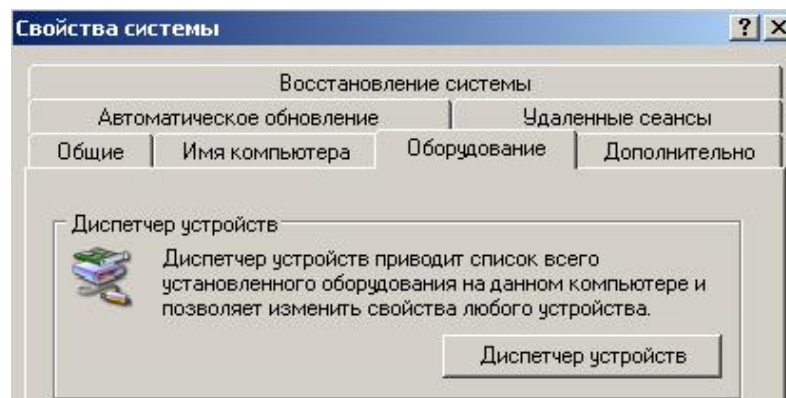 Свойства системы
Восстановление системы
Автоматическое обновление Удаленные сеансы
Общие Имя компьютера Оборудование Дополнительно
Диспетчер устройств
Диспетчер устройств приводит список всего
установленного оборудования на данном компьютере и
позволяет изменить свойства любого устройства.
Диспетчер устройств